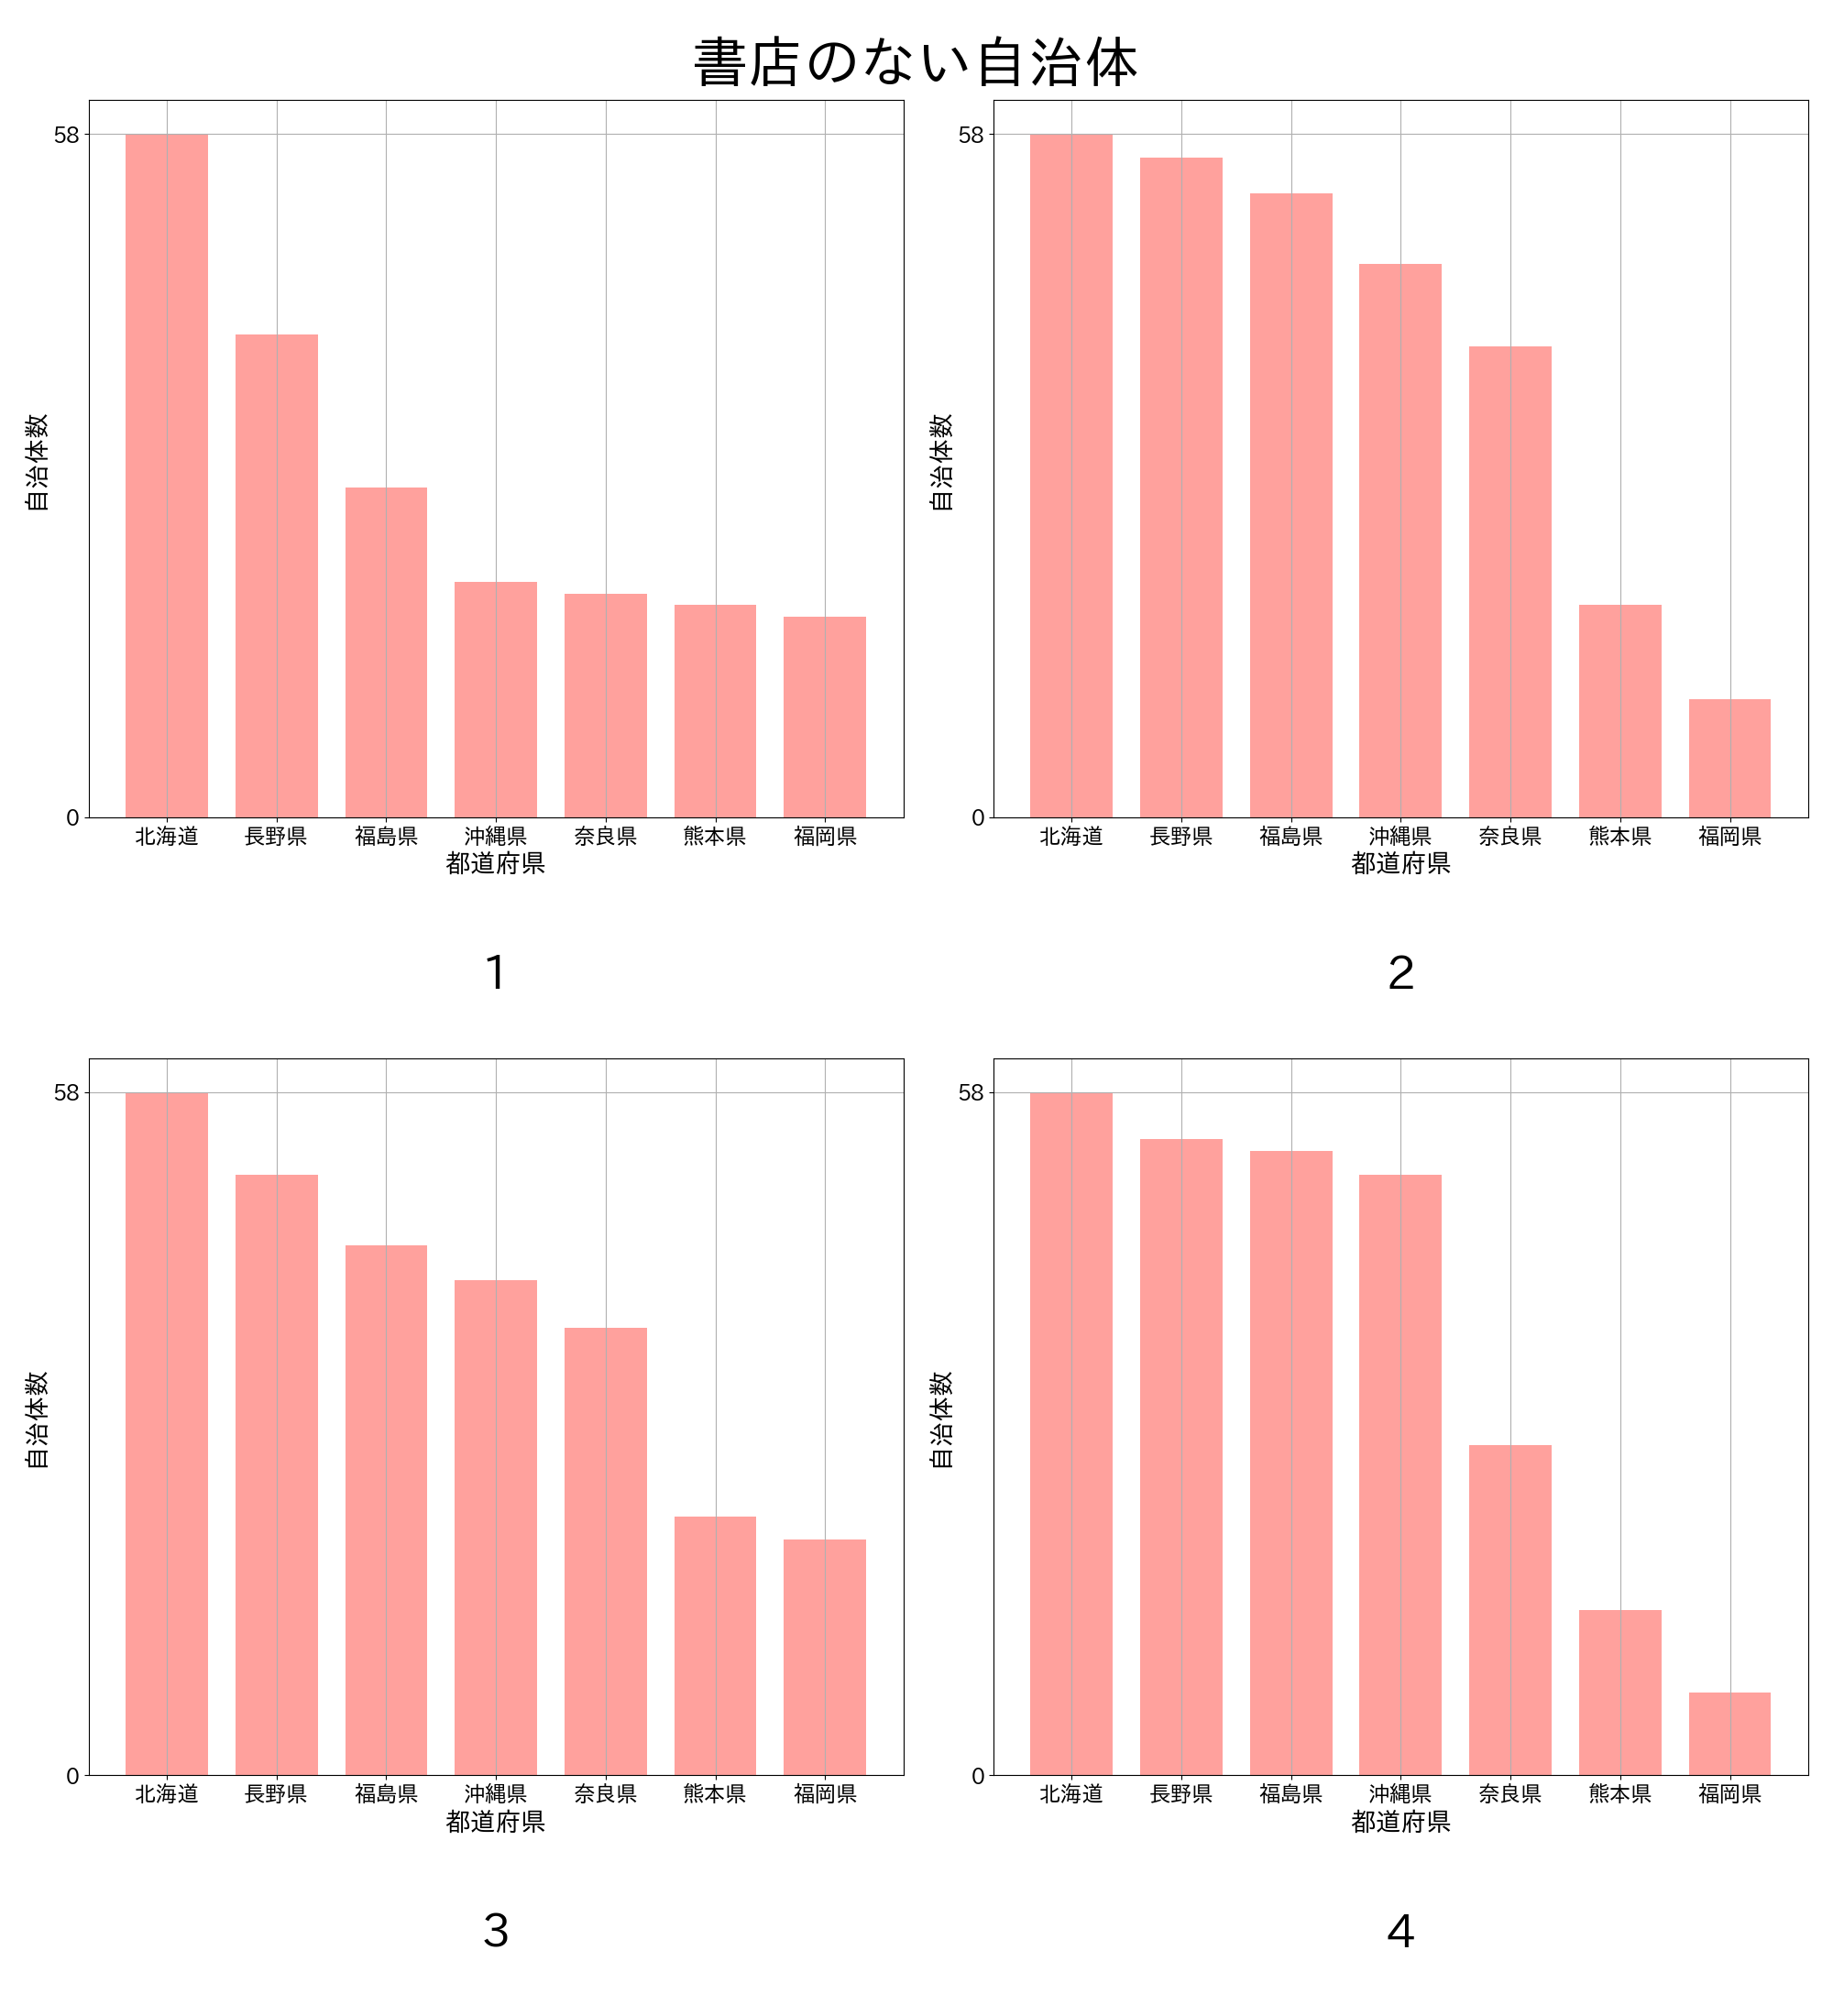 書店のない自治体
58
0
自治体数
北海道 長野県 福島県 沖縄県 奈良県 熊本県 福岡県
都道府県
1
58
0
自治体数
北海道 長野県 福島県 沖縄県 奈良県 熊本県 福岡県
都道府県
2
58
0
自治体数
北海道 長野県 福島県 沖縄県 奈良県 熊本県 福岡県
都道府県
3
58
0
自治体数
北海道 長野県 福島県 沖縄県 奈良県 熊本県 福岡県
都道府県
4